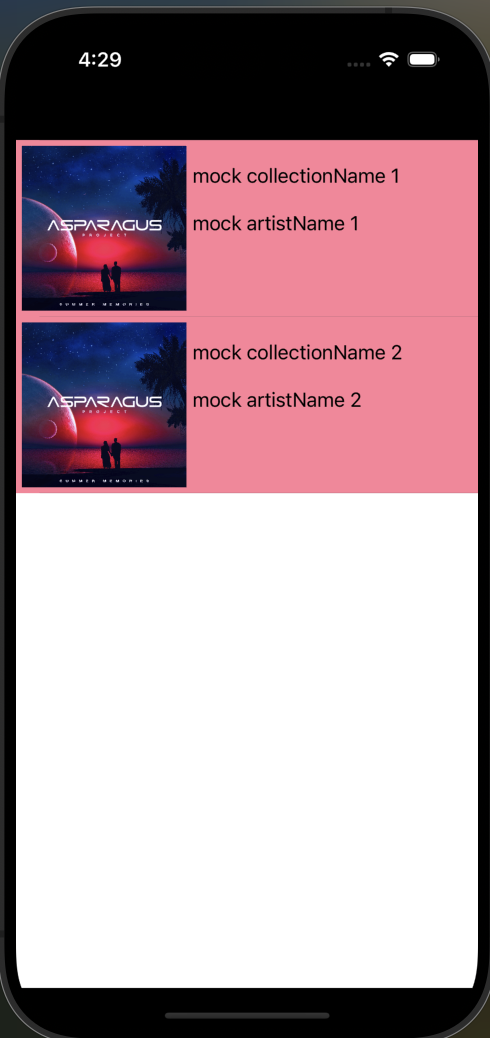 4:29
mock collectionName 1
mock artistName 1
ASPARAGUS
PROJECT
SUMMER MEMORIES
mock collectionName 2
mock artistName 2
ASPARAGUS
PROJECT
SUMMER MEMORIES